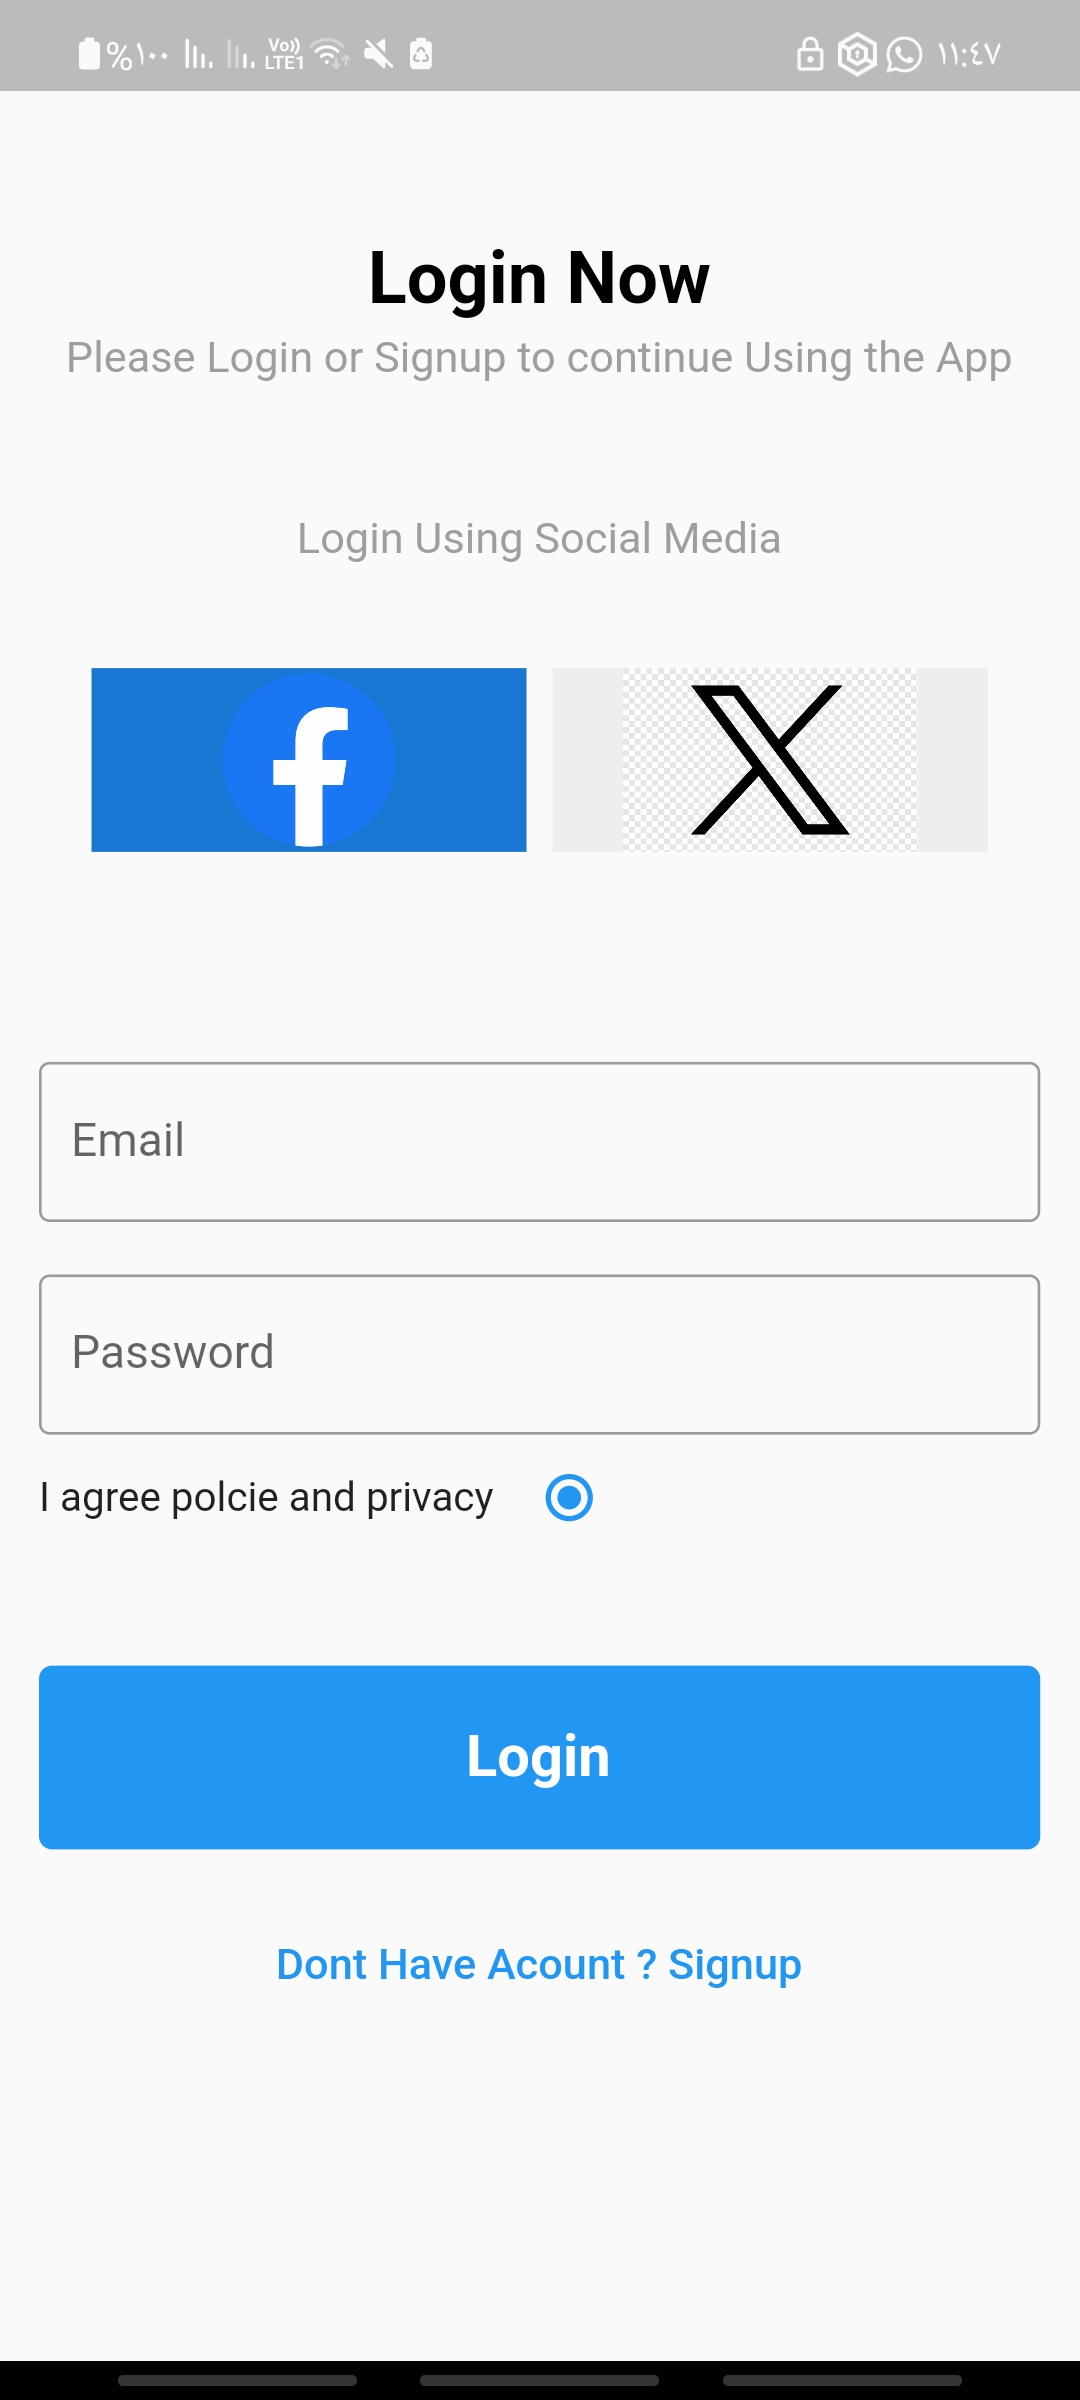 %١٠٠ Vo)) LTE1 ١١:٤٧
Login Now
Please Login or Signup to continue Using the App
Login Using Social Media
Email
Password
I agree polcie and privacy
Login
Dont Have Acount ? Signup